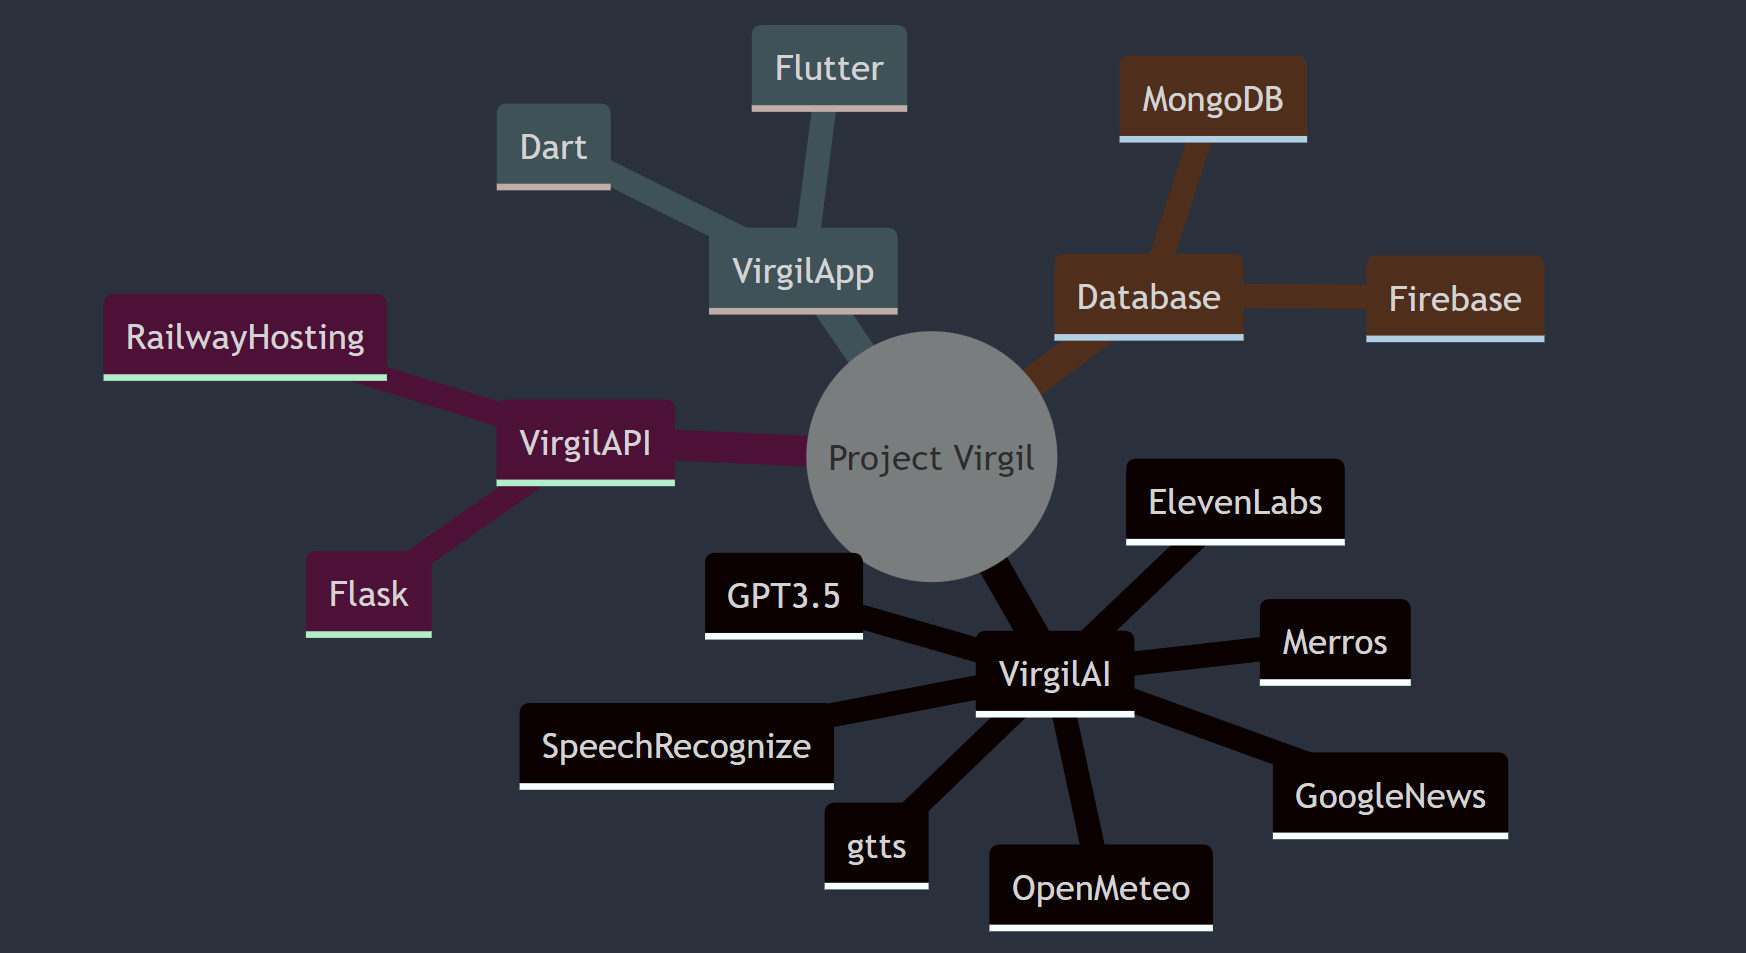 Flutter
MongoDB
Dart
VirgilApp
Database
Firebase
RailwayHosting
VirgilAPI
Project Virgil
ElevenLabs
Flask
GPT3.5
Merros
VirgilAI
SpeechRecognize
GoogleNews
gtts
OpenMeteo